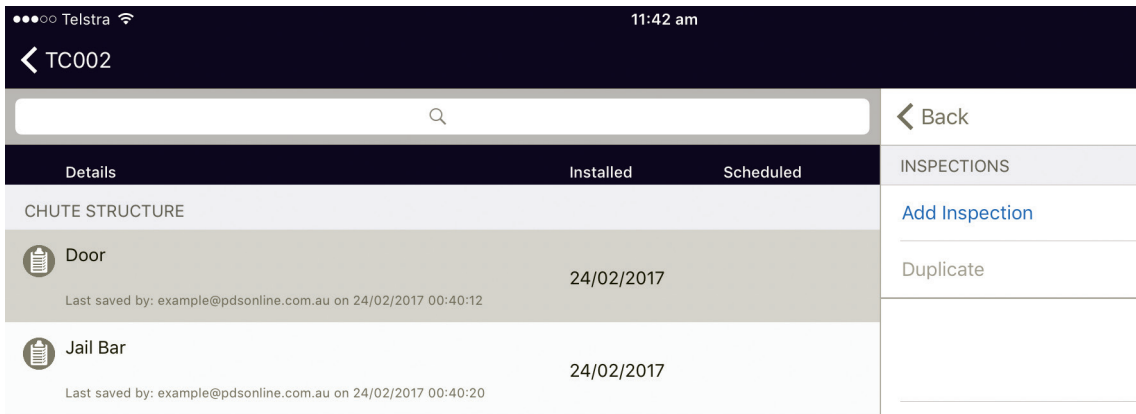 Telstra 11:42 am
TC002
Back
Details Installed Scheduled
INSPECTIONS
CHUTE STRUCTURE
Add Inspection
Door
24/02/2017
Last saved by: example@pdsonline.com.au on 24/02/2017 00:40:12
Duplicate
Jail Bar
24/02/2017
Last saved by: example@pdsonline.com.au on 24/02/2017 00:40:20